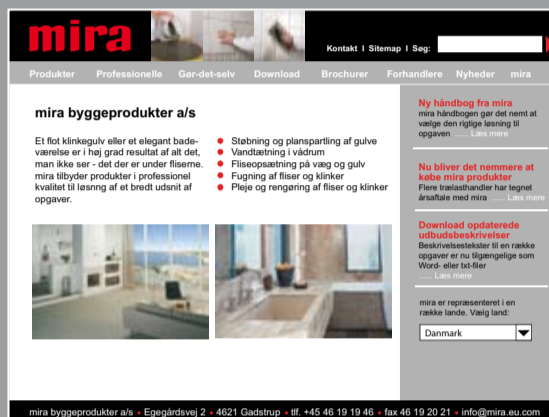 mira
Kontakt I Sitemap I Søg:
Produkter Professionelle Gør-det-selv Download Brochurer Forhandlere Nyheder mira
mira byggeprodukter a/s
Et flot klinkegulv eller et elegant bade-
værelse er i høj grad resultat af alt det,
man ikke ser - det der er under fliserne.
mira tilbyder produkter i professionel
kvalitet til løsnng af et bredt udsnit af
opgaver.
Støbning og planspartling af gulve
Vandtætning i vådrum
Fliseopsætning på væg og gulv
Fugning af fliser og klinker
Pleje og rengøring af fliser og klinker
Ny håndbog fra mira
mira håndbogen gør det nemt at
vælge den rigtige løsning til
opgaven ...... Læs mere
Nu bliver det nemmere at
købe mira produkter
Flere trælasthandler har tegnet
årsaftale med mira ...... Læs mere
Download opdaterede
udbudsbeskrivelser
Beskrivelsestekster til en række
opgaver er nu tilgængelige som
Word- eller txt-filer
...... Læs mere
mira er repræsenteret i en
række lande. Vælg land:
Danmark
mira byggeprodukter a/s • Egegårdsvej 2 • 4621 Gadstrup • tlf. +45 46 19 19 46 • fax 46 19 20 21 • info@mira.eu.com